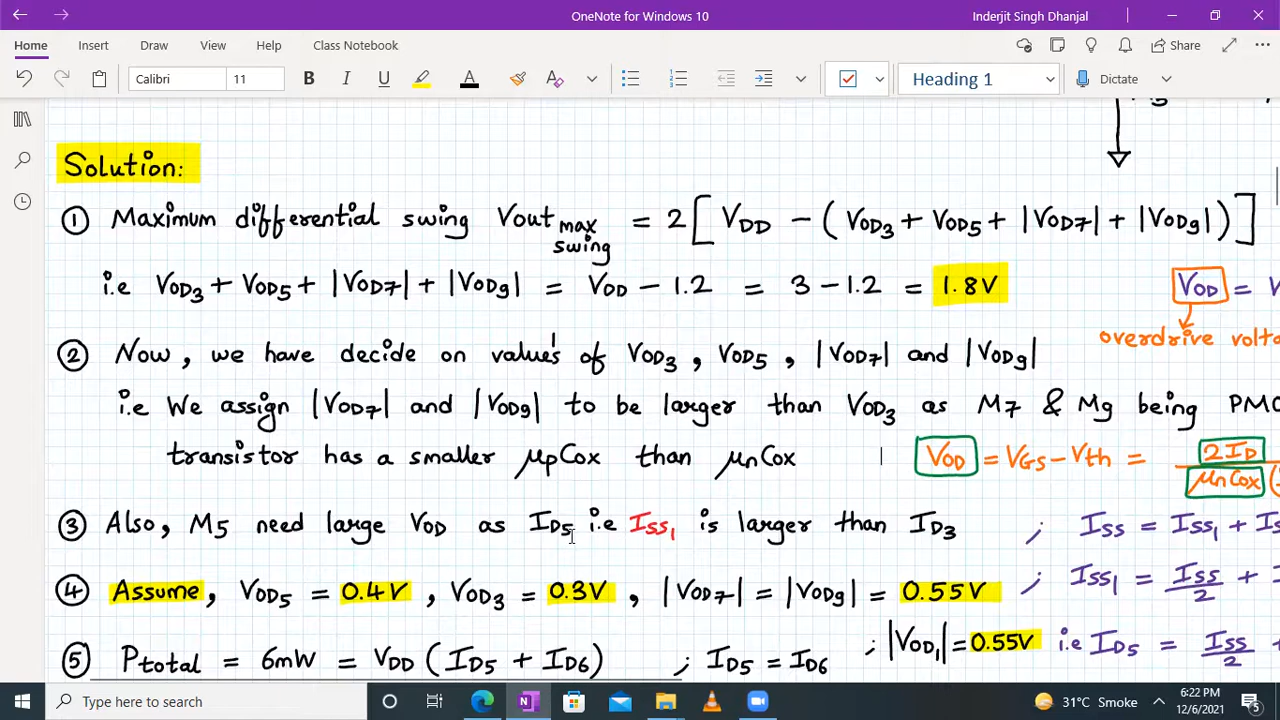 OneNote for Windows 10
Inderjit Singh Dhanjal
Home Insert Draw View Help Class Notebook Share
Calibri 11 B I U A Heading 1 Dictate
Solution:
① Maximum differential swing Vout max swing = 2[VDD - (VOD3 + VOD5 + |VOD7| + |VOD9|)]
i.e VOD3 + VOD5 + |VOD7| + |VOD9| = VDD - 1.2 = 3 - 1.2 = 1.8V
VOD =
overdrive volta
② Now, we have decide on values of VOD3, VOD5, |VOD7| and |VOD9|
i.e We assign |VOD7| and |VOD9| to be larger than VOD3 as M7 & M9 being PMO
transistor has a smaller μpCox than μnCox
VOD = VGS - Vth = 2ID / μnCox
③ Also, M5 need large VOD as ID5 i.e ISS1 is larger than ID3 ; ISS = ISS1 + IS
④ Assume, VOD5 = 0.4V, VOD3 = 0.3V, |VOD7| = |VOD9| = 0.55V ; ISS1 = ISS/2 +
⑤ Ptotal = 6mW = VDD (ID5 + ID6) ; ID5 = ID6 ; |VOD1| = 0.55V i.e ID5 = ISS/2
Type here to search
31°C Smoke
6:22 PM
12/6/2021
5